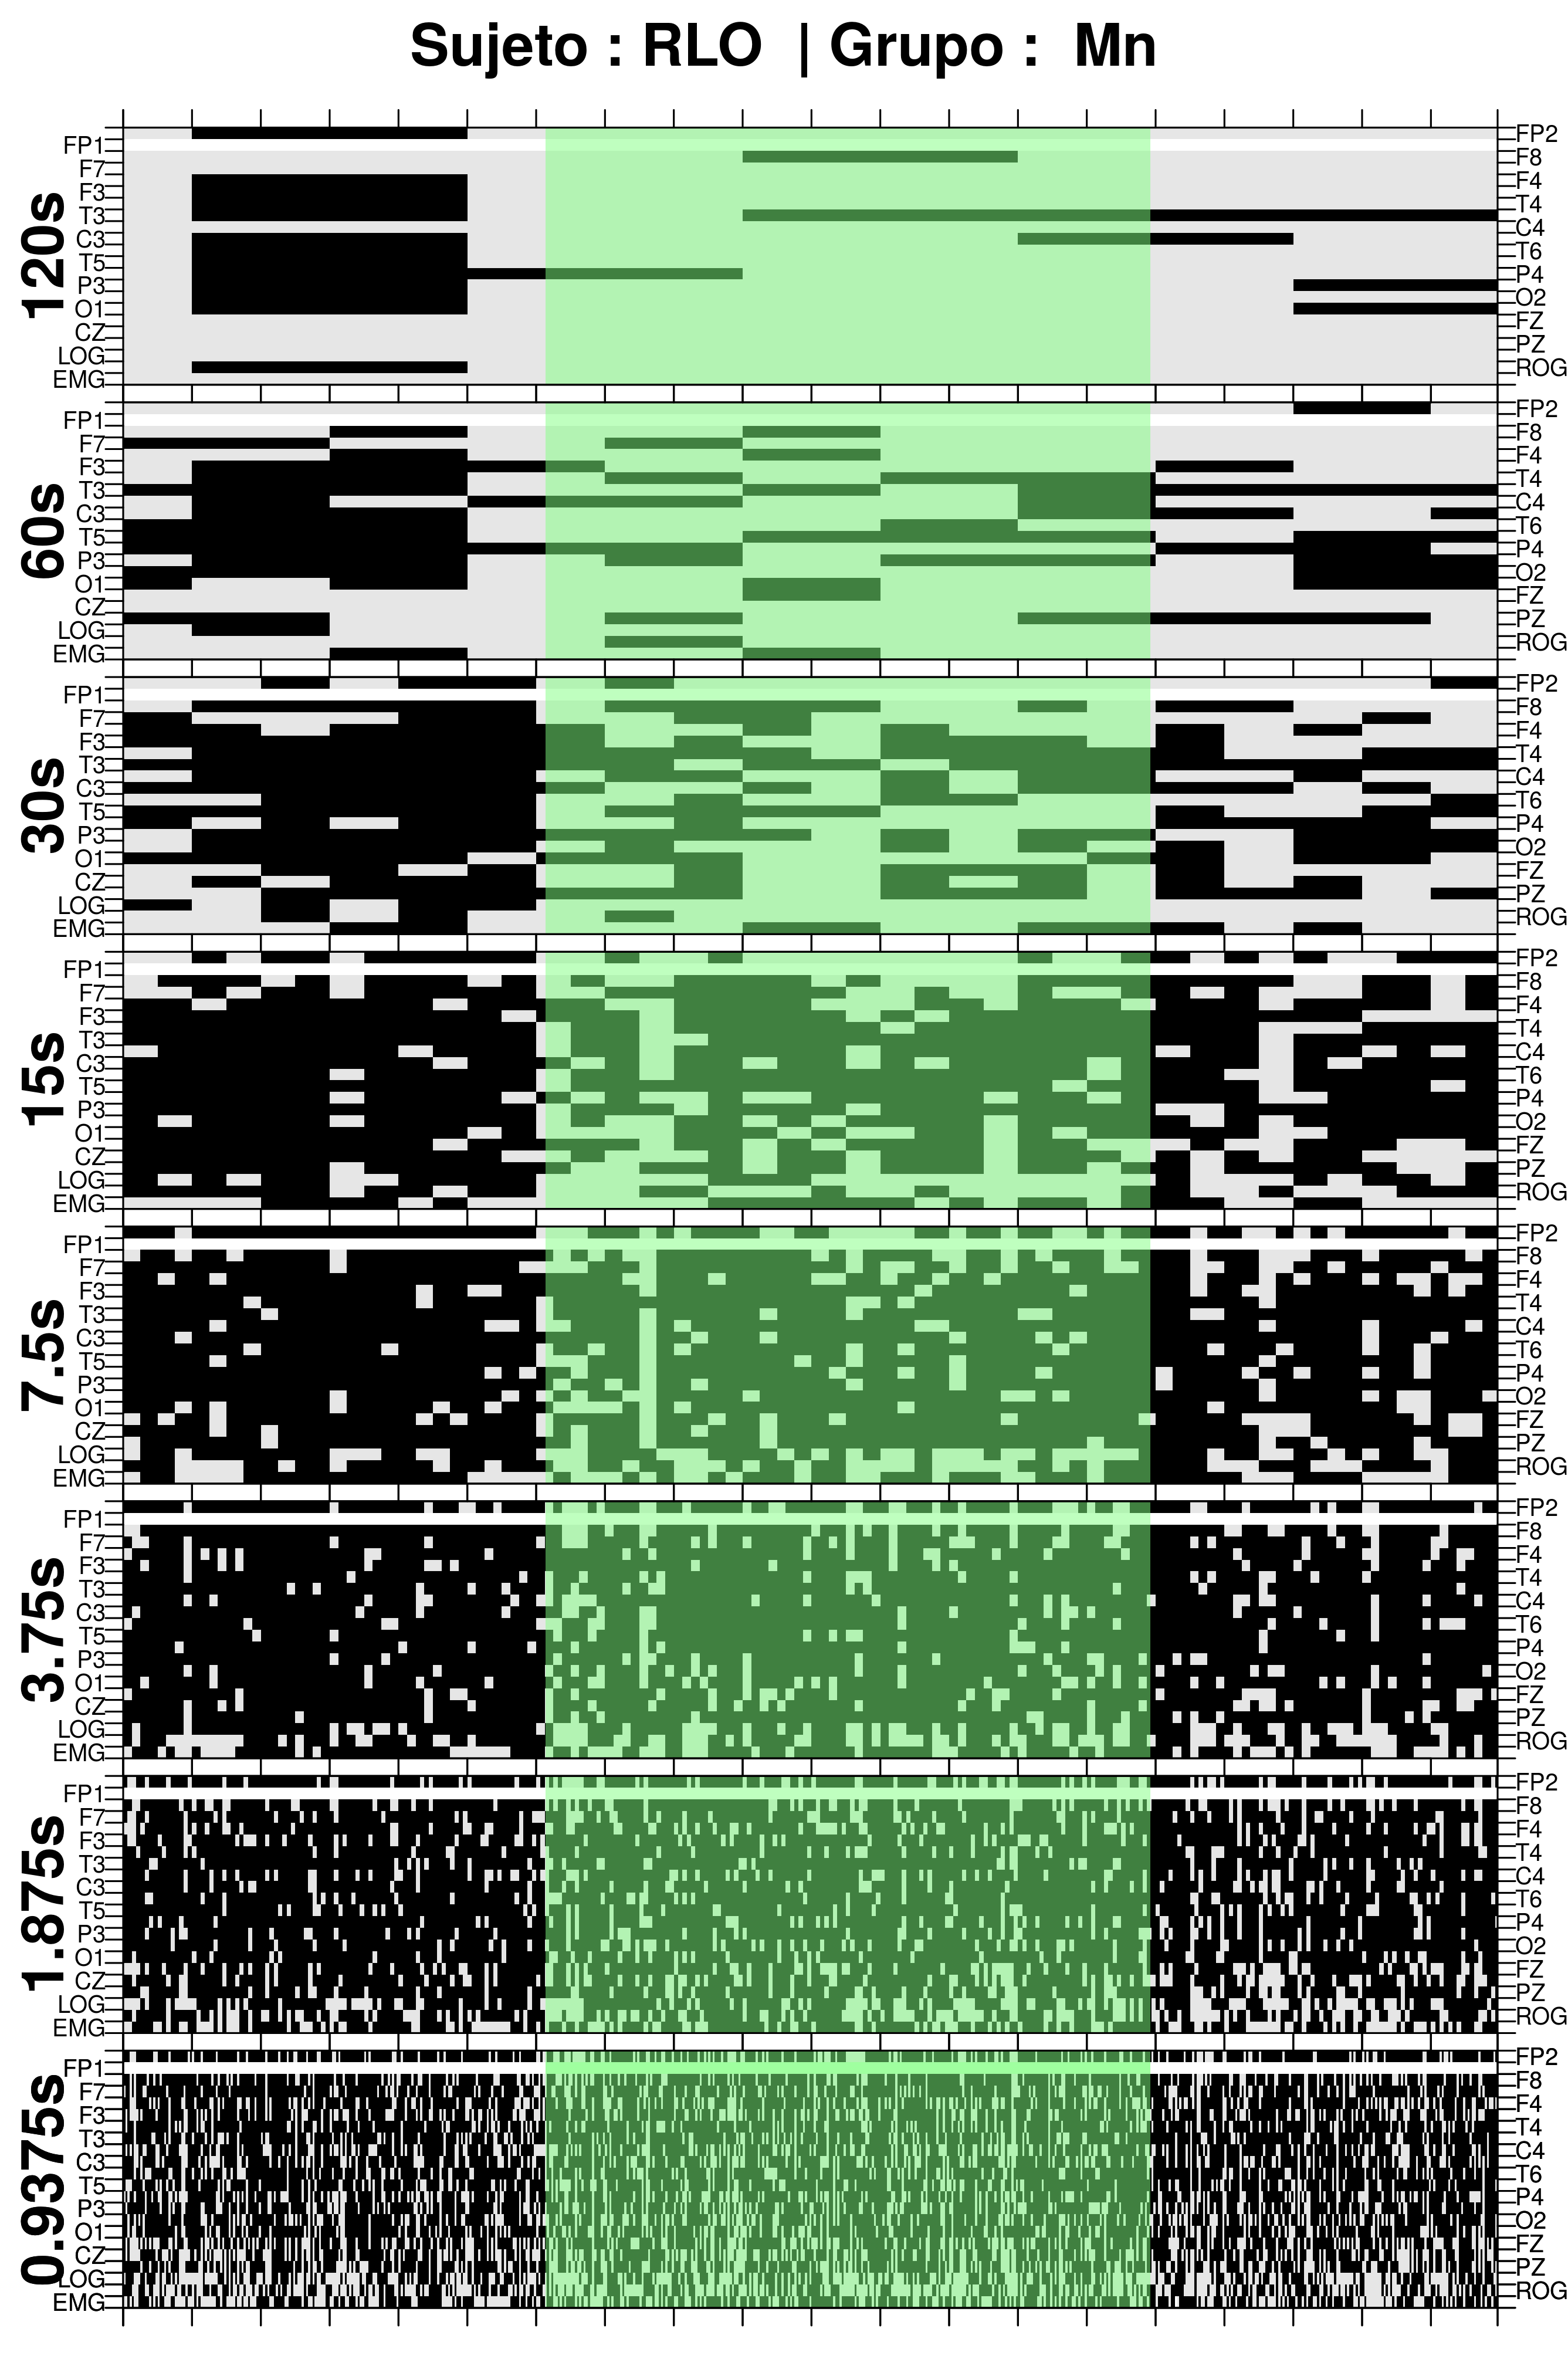 Sujeto : RLO | Grupo : Mn
120s
FP1
F7
F3
T3
C3
T5
P3
O1
CZ
LOG
EMG
FP2
F8
F4
T4
C4
T6
P4
O2
FZ
PZ
ROG
60s
FP1
F7
F3
T3
C3
T5
P3
O1
CZ
LOG
EMG
FP2
F8
F4
T4
C4
T6
P4
O2
FZ
PZ
ROG
30s
FP1
F7
F3
T3
C3
T5
P3
O1
CZ
LOG
EMG
FP2
F8
F4
T4
C4
T6
P4
O2
FZ
PZ
ROG
15s
FP1
F7
F3
T3
C3
T5
P3
O1
CZ
LOG
EMG
FP2
F8
F4
T4
C4
T6
P4
O2
FZ
PZ
ROG
7.5s
FP1
F7
F3
T3
C3
T5
P3
O1
CZ
LOG
EMG
FP2
F8
F4
T4
C4
T6
P4
O2
FZ
PZ
ROG
3.75s
FP1
F7
F3
T3
C3
T5
P3
O1
CZ
LOG
EMG
FP2
F8
F4
T4
C4
T6
P4
O2
FZ
PZ
ROG
1.875s
FP1
F7
F3
T3
C3
T5
P3
O1
CZ
LOG
EMG
FP2
F8
F4
T4
C4
T6
P4
O2
FZ
PZ
ROG
0.9375s
FP1
F7
F3
T3
C3
T5
P3
O1
CZ
LOG
EMG
FP2
F8
F4
T4
C4
T6
P4
O2
FZ
PZ
ROG